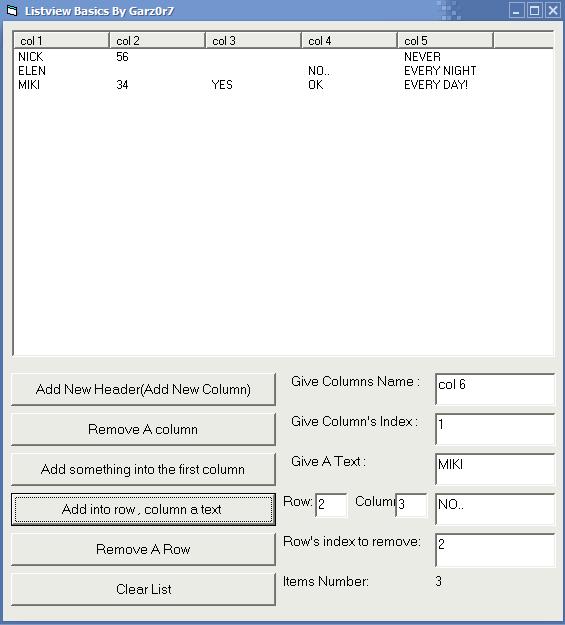 Listview Basics By Garz0r7
col 1 col 2 col 3 col 4 col 5
NICK 56 NEVER
ELEN NO.. EVERY NIGHT
MIKI 34 YES OK EVERY DAY!
Add New Header(Add New Column) Give Columns Name : col 6
Remove A column Give Column's Index : 1
Add something into the first column Give A Text : MIKI
Add into row , column a text Row: 2 Colum 3 NO..
Remove A Row Row's index to remove: 2
Clear List Items Number: 3